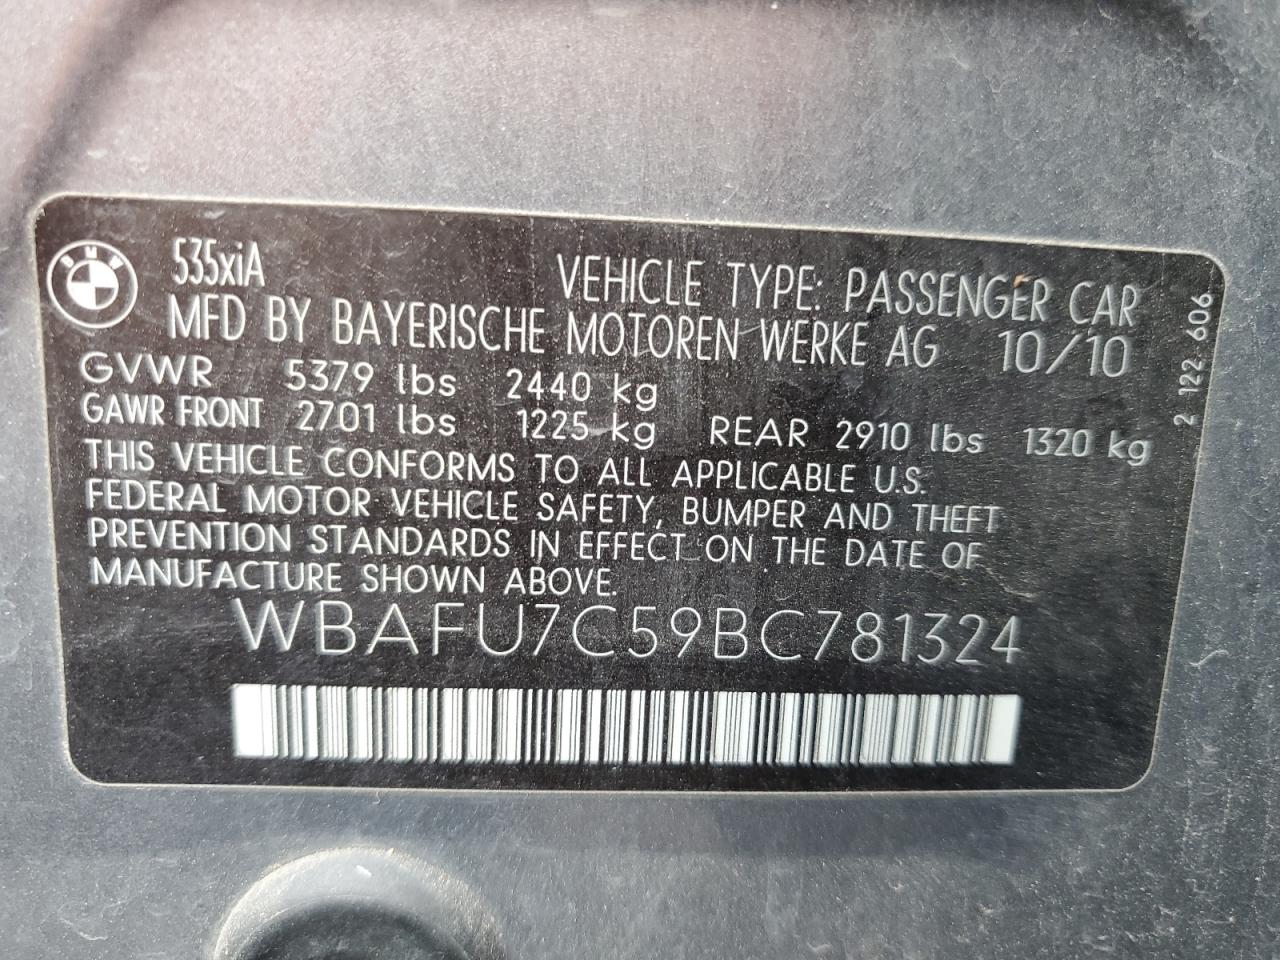 BMW
535xiA
VEHICLE TYPE: PASSENGER CAR
MFD BY BAYERISCHE MOTOREN WERKE AG 10/10
GVWR 5379 lbs 2440 kg
GAWR FRONT 2701 lbs 1225 kg REAR 2910 lbs 1320 kg
THIS VEHICLE CONFORMS TO ALL APPLICABLE U.S.
FEDERAL MOTOR VEHICLE SAFETY, BUMPER AND THEFT
PREVENTION STANDARDS IN EFFECT ON THE DATE OF
MANUFACTURE SHOWN ABOVE.
WBAFU7C59BC781324
2 122 606